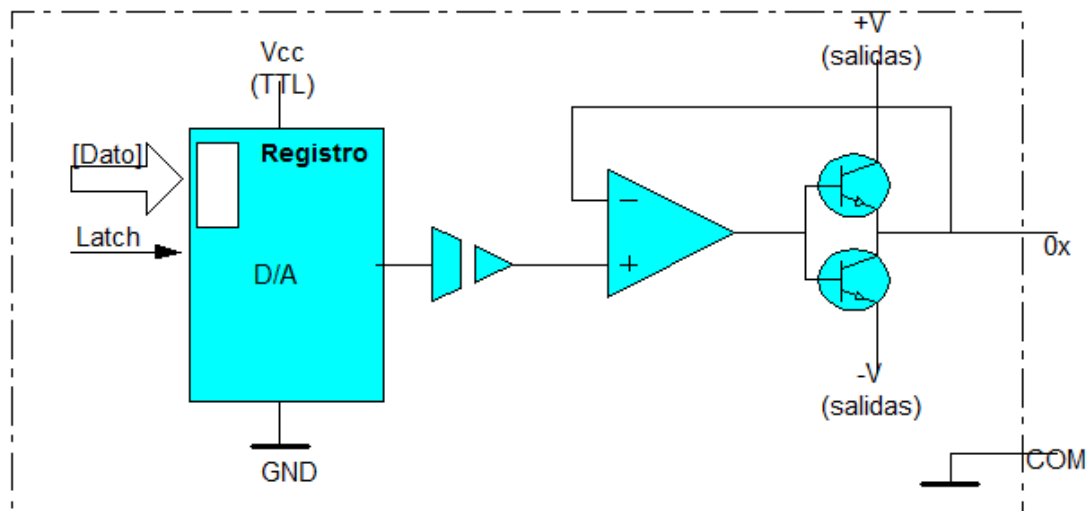 +V
(salidas)
Vcc
(TTL)
[Dato]
Registro
Latch
D/A
−
+
0x
-V
(salidas)
GND
COM